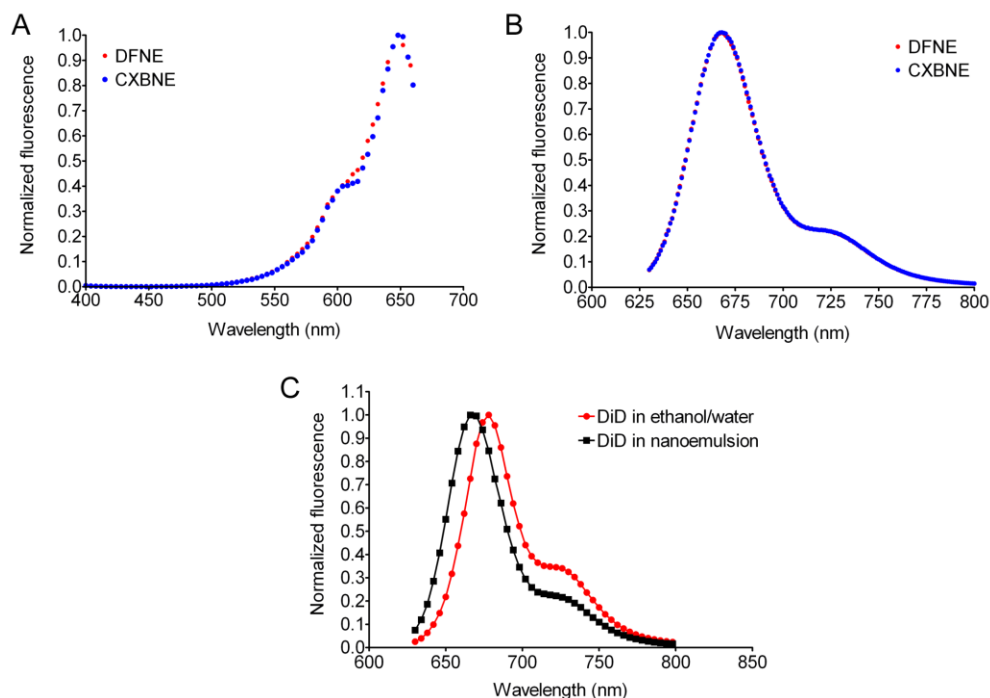 A
Normalized fluorescence
1.0
0.9
0.8
0.7
0.6
0.5
0.4
0.3
0.2
0.1
0.0
DFNE
CXBNE
400 450 500 550 600 650 700
Wavelength (nm)
B
Normalized fluorescence
1.0
0.9
0.8
0.7
0.6
0.5
0.4
0.3
0.2
0.1
0.0
DFNE
CXBNE
600 625 650 675 700 725 750 775 800
Wavelength (nm)
C
Normalized fluorescence
1.1
1.0
0.9
0.8
0.7
0.6
0.5
0.4
0.3
0.2
0.1
0.0
DiD in ethanol/water
DiD in nanoemulsion
600 650 700 750 800 850
Wavelength (nm)